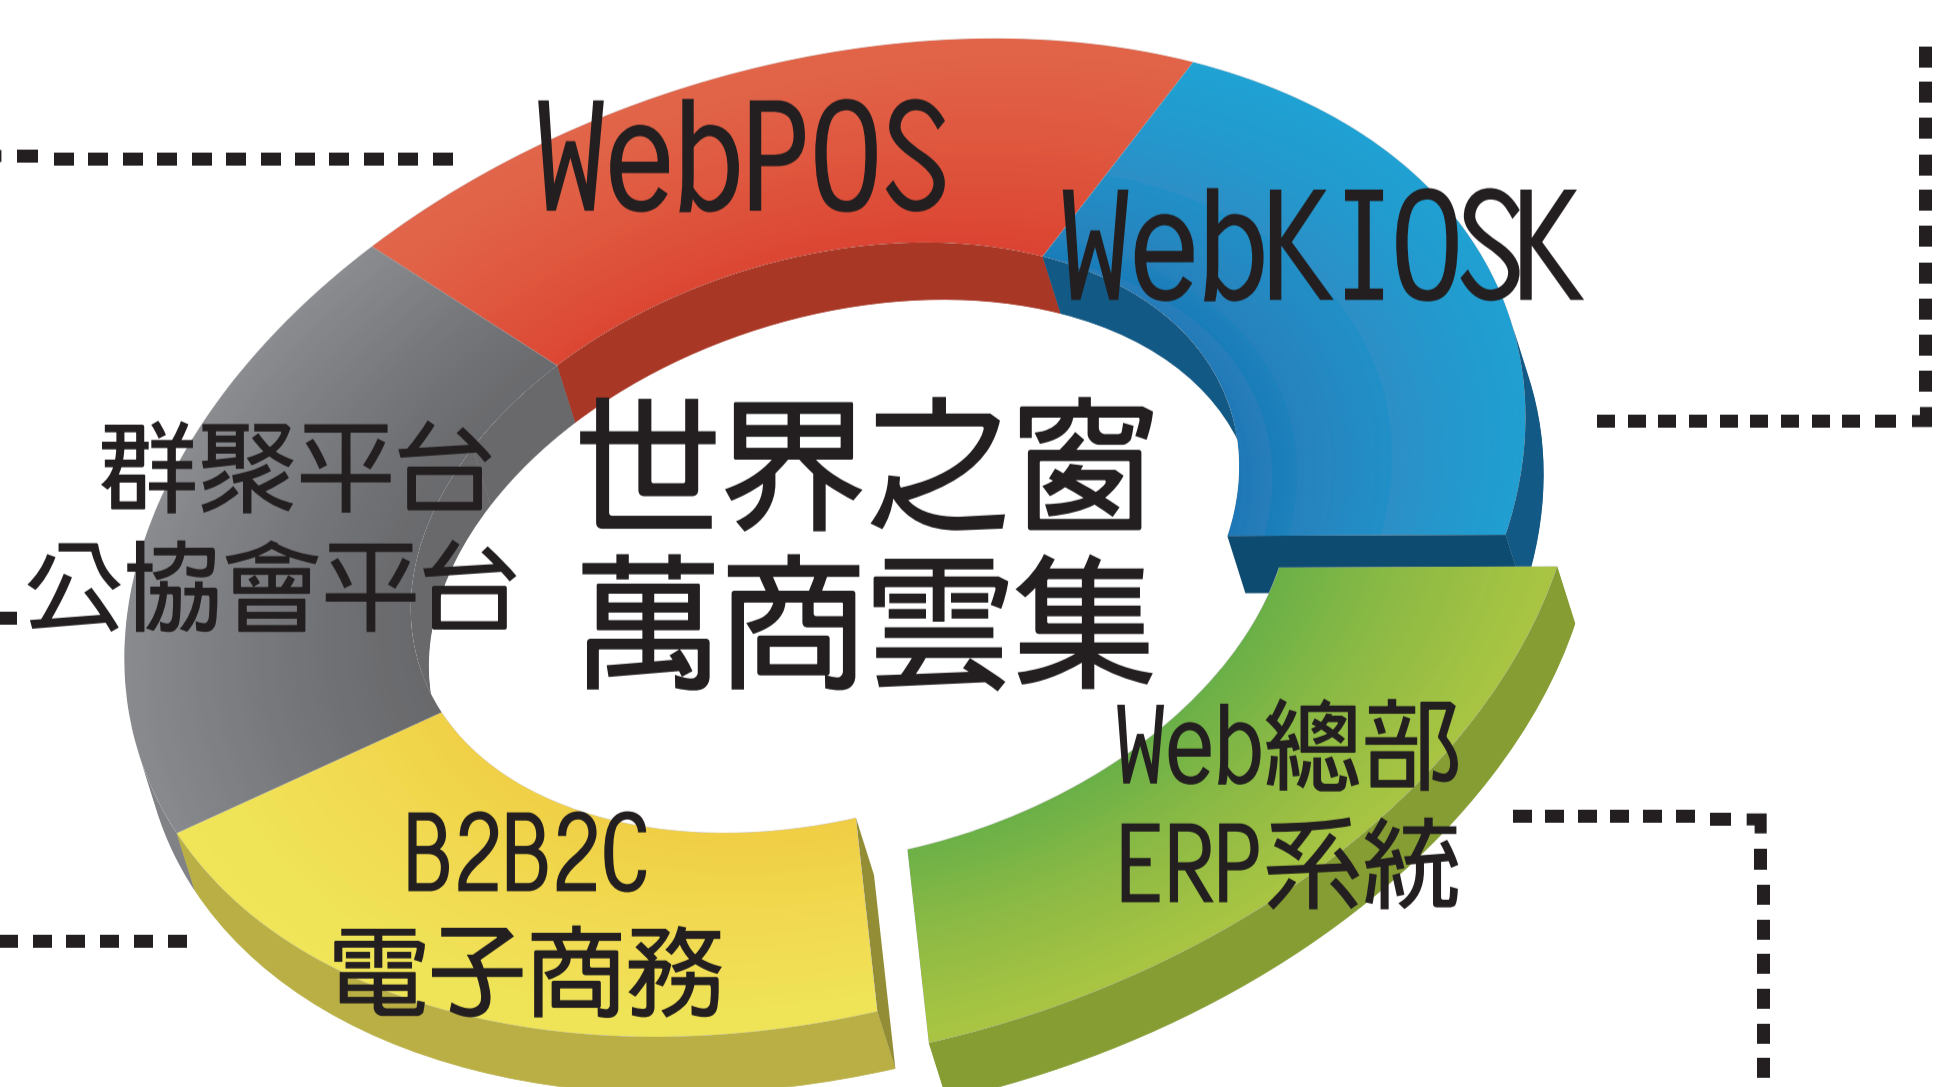 WebPOS
WebKIOSK
群聚平台
公協會平台
世界之窗
萬商雲集
Web總部
ERP系統
B2B2C
電子商務